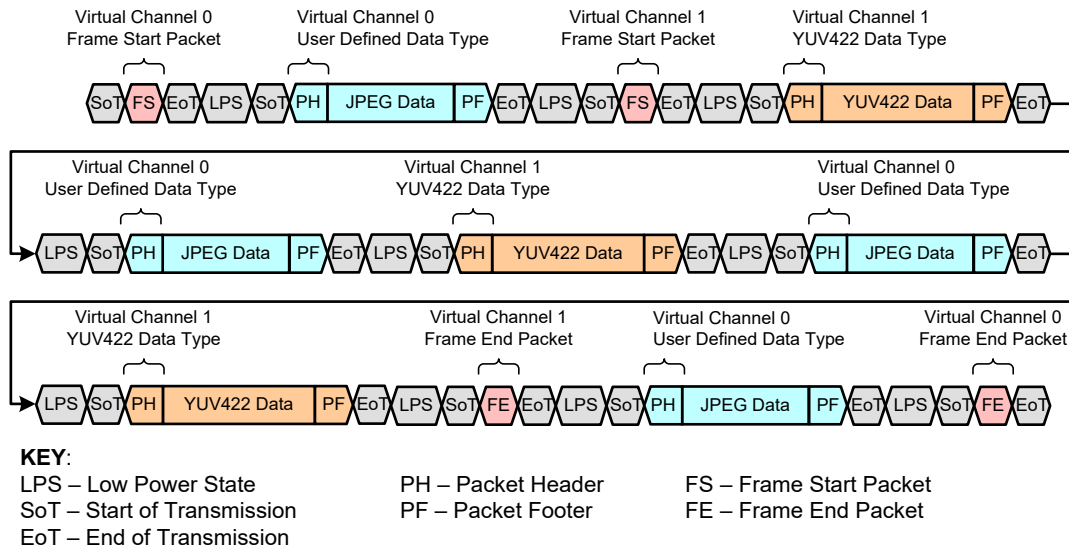 Virtual Channel 0 Virtual Channel 0 Virtual Channel 1 Virtual Channel 1
Frame Start Packet User Defined Data Type Frame Start Packet YUV422 Data Type
SoT FS EoT LPS SoT PH JPEG Data PF EoT LPS SoT FS EoT LPS SoT PH YUV422 Data PF EoT
Virtual Channel 0 Virtual Channel 1 Virtual Channel 0
User Defined Data Type YUV422 Data Type User Defined Data Type
LPS SoT PH JPEG Data PF EoT LPS SoT PH YUV422 Data PF EoT LPS SoT PH JPEG Data PF EoT
Virtual Channel 1 Virtual Channel 1 Virtual Channel 0 Virtual Channel 0
YUV422 Data Type Frame End Packet User Defined Data Type Frame End Packet
LPS SoT PH YUV422 Data PF EoT LPS SoT FE EoT LPS SoT PH JPEG Data PF EoT LPS SoT FE EoT
KEY:
LPS – Low Power State PH – Packet Header FS – Frame Start Packet
SoT – Start of Transmission PF – Packet Footer FE – Frame End Packet
EoT – End of Transmission